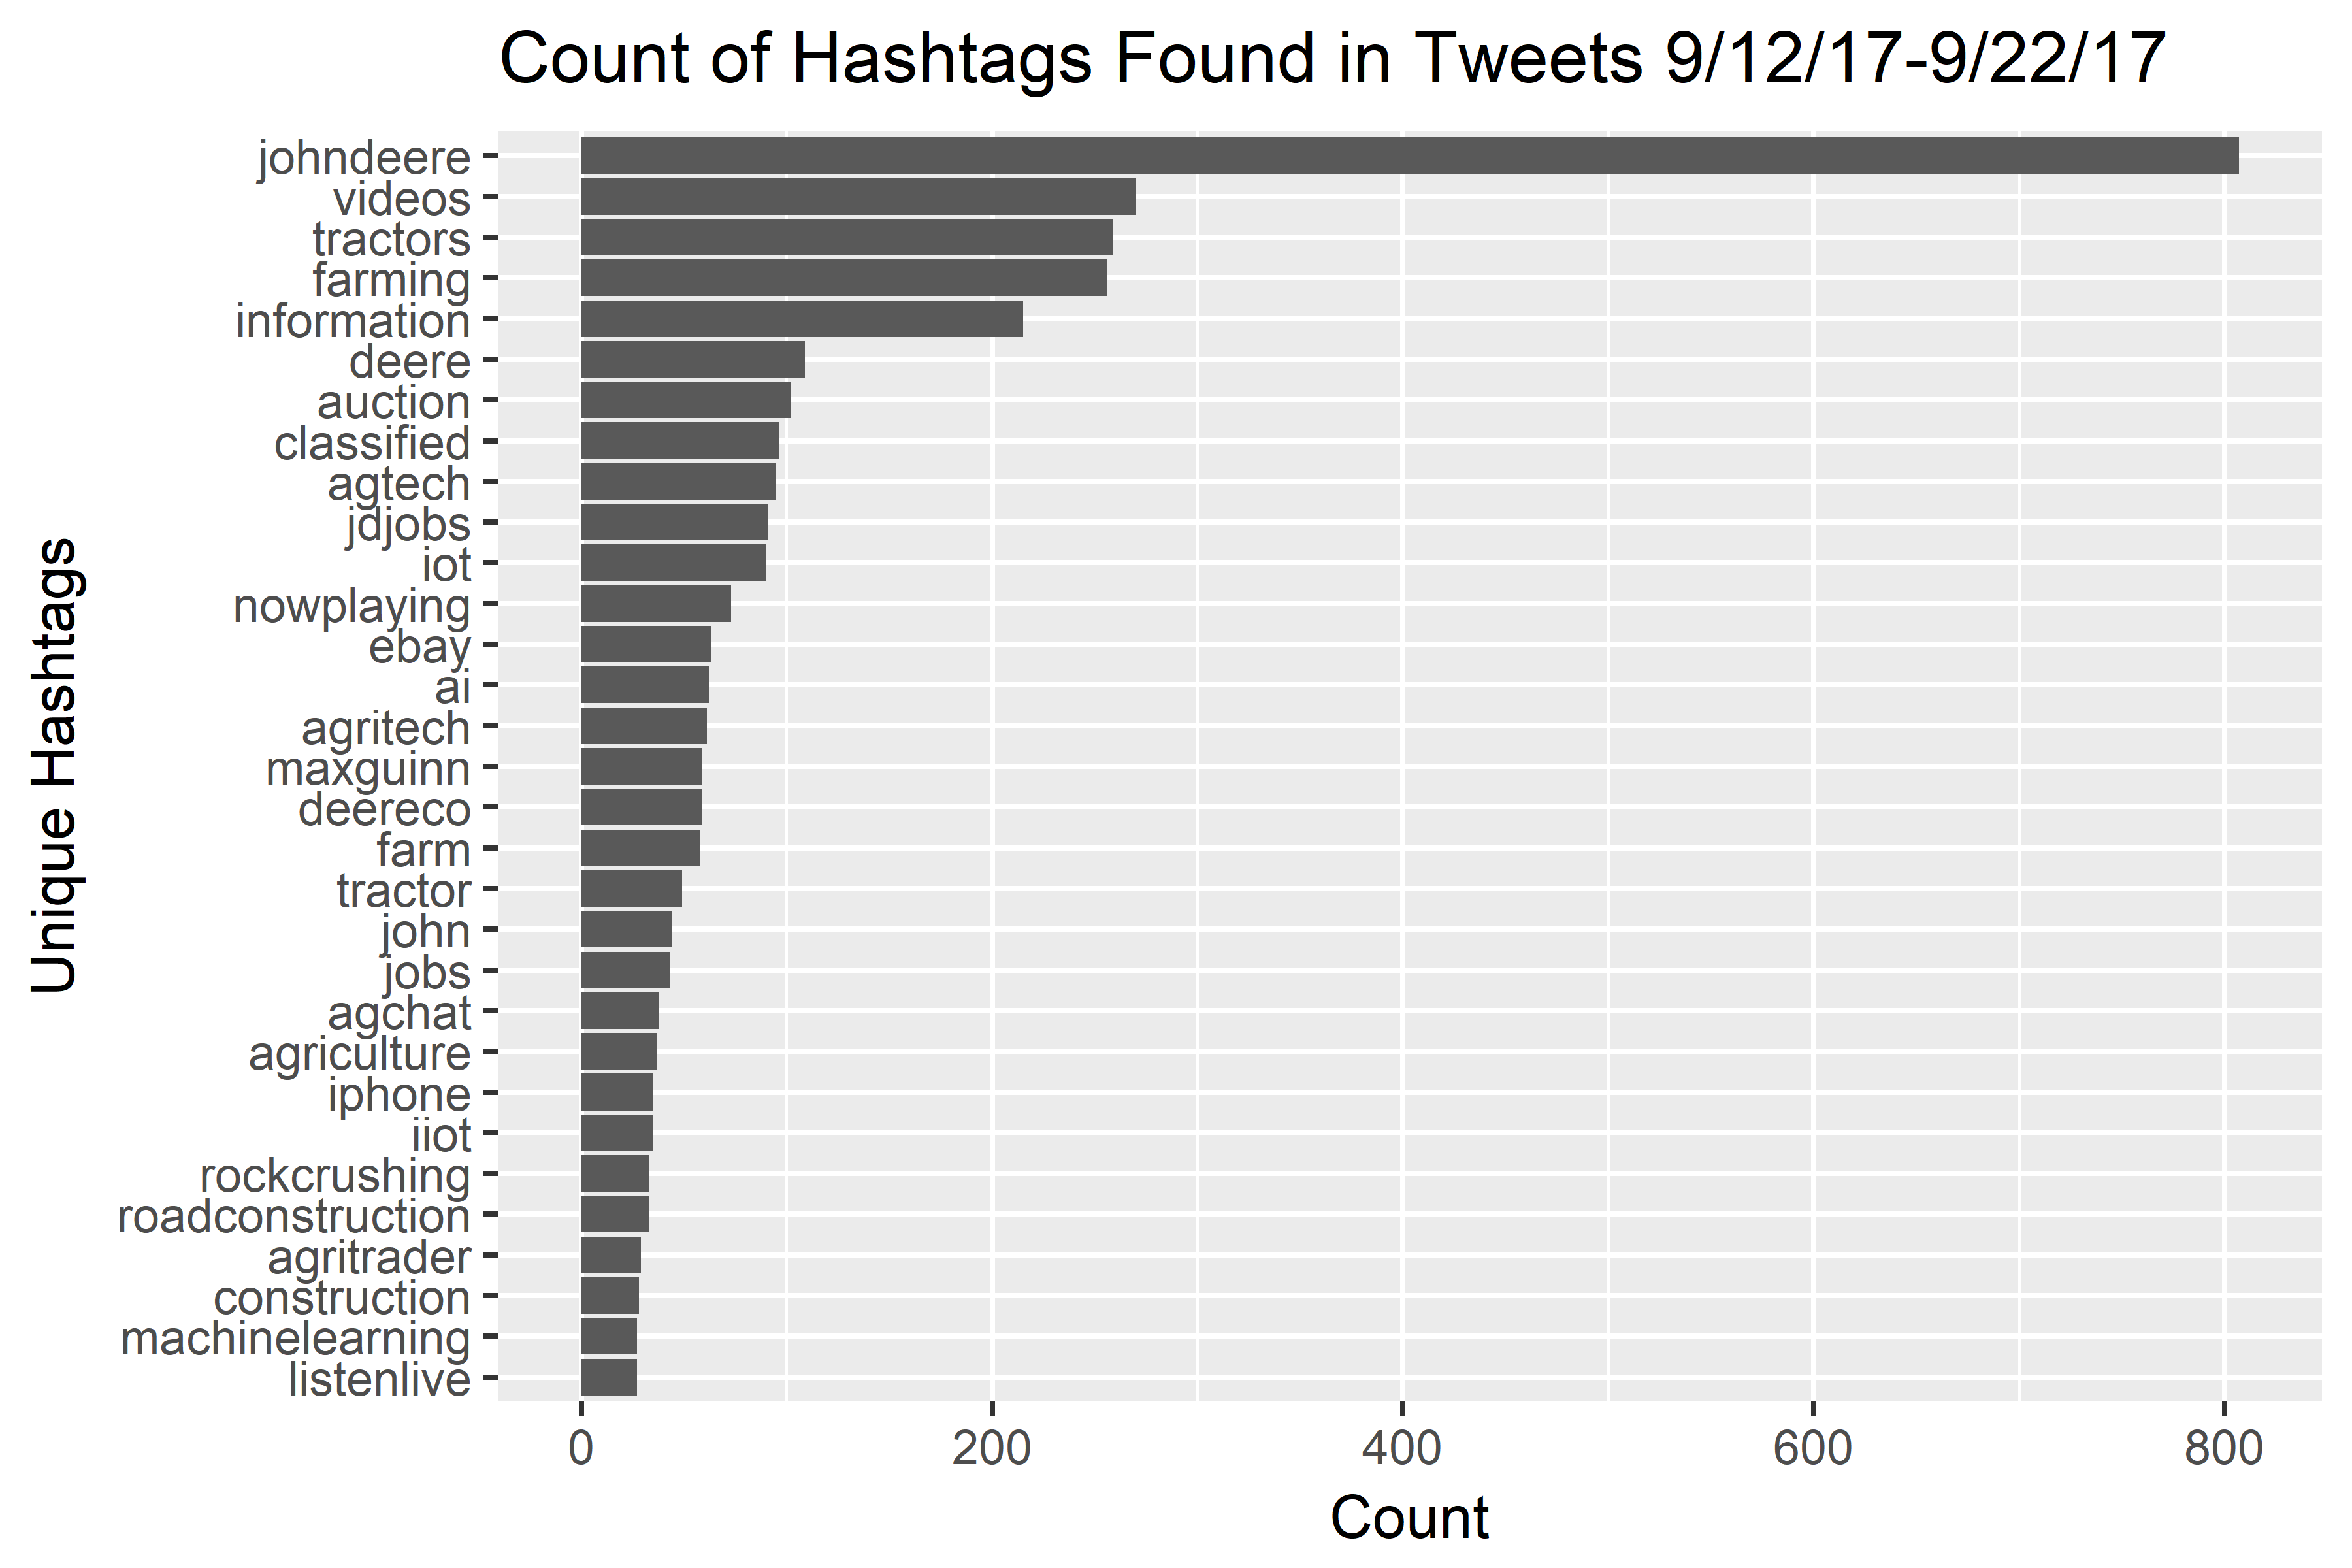 Count of Hashtags Found in Tweets 9/12/17-9/22/17
Unique Hashtags
johndeere
videos
tractors
farming
information
deere
auction
classified
agtech
jdjobs
iot
nowplaying
ebay
ai
agritech
maxguinn
deereco
farm
tractor
john
jobs
agchat
agriculture
iphone
iiot
rockcrushing
roadconstruction
agritrader
construction
machinelearning
listenlive
0 200 400 600 800
Count